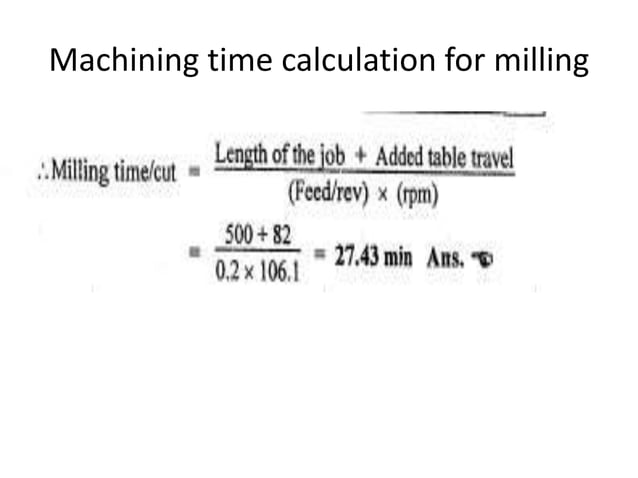 Machining time calculation for milling
∴Milling time/cut = Length of the job + Added table travel / (Feed/rev) × (rpm)
= 500 + 82 / 0.2 × 106.1 = 27.43 min Ans.